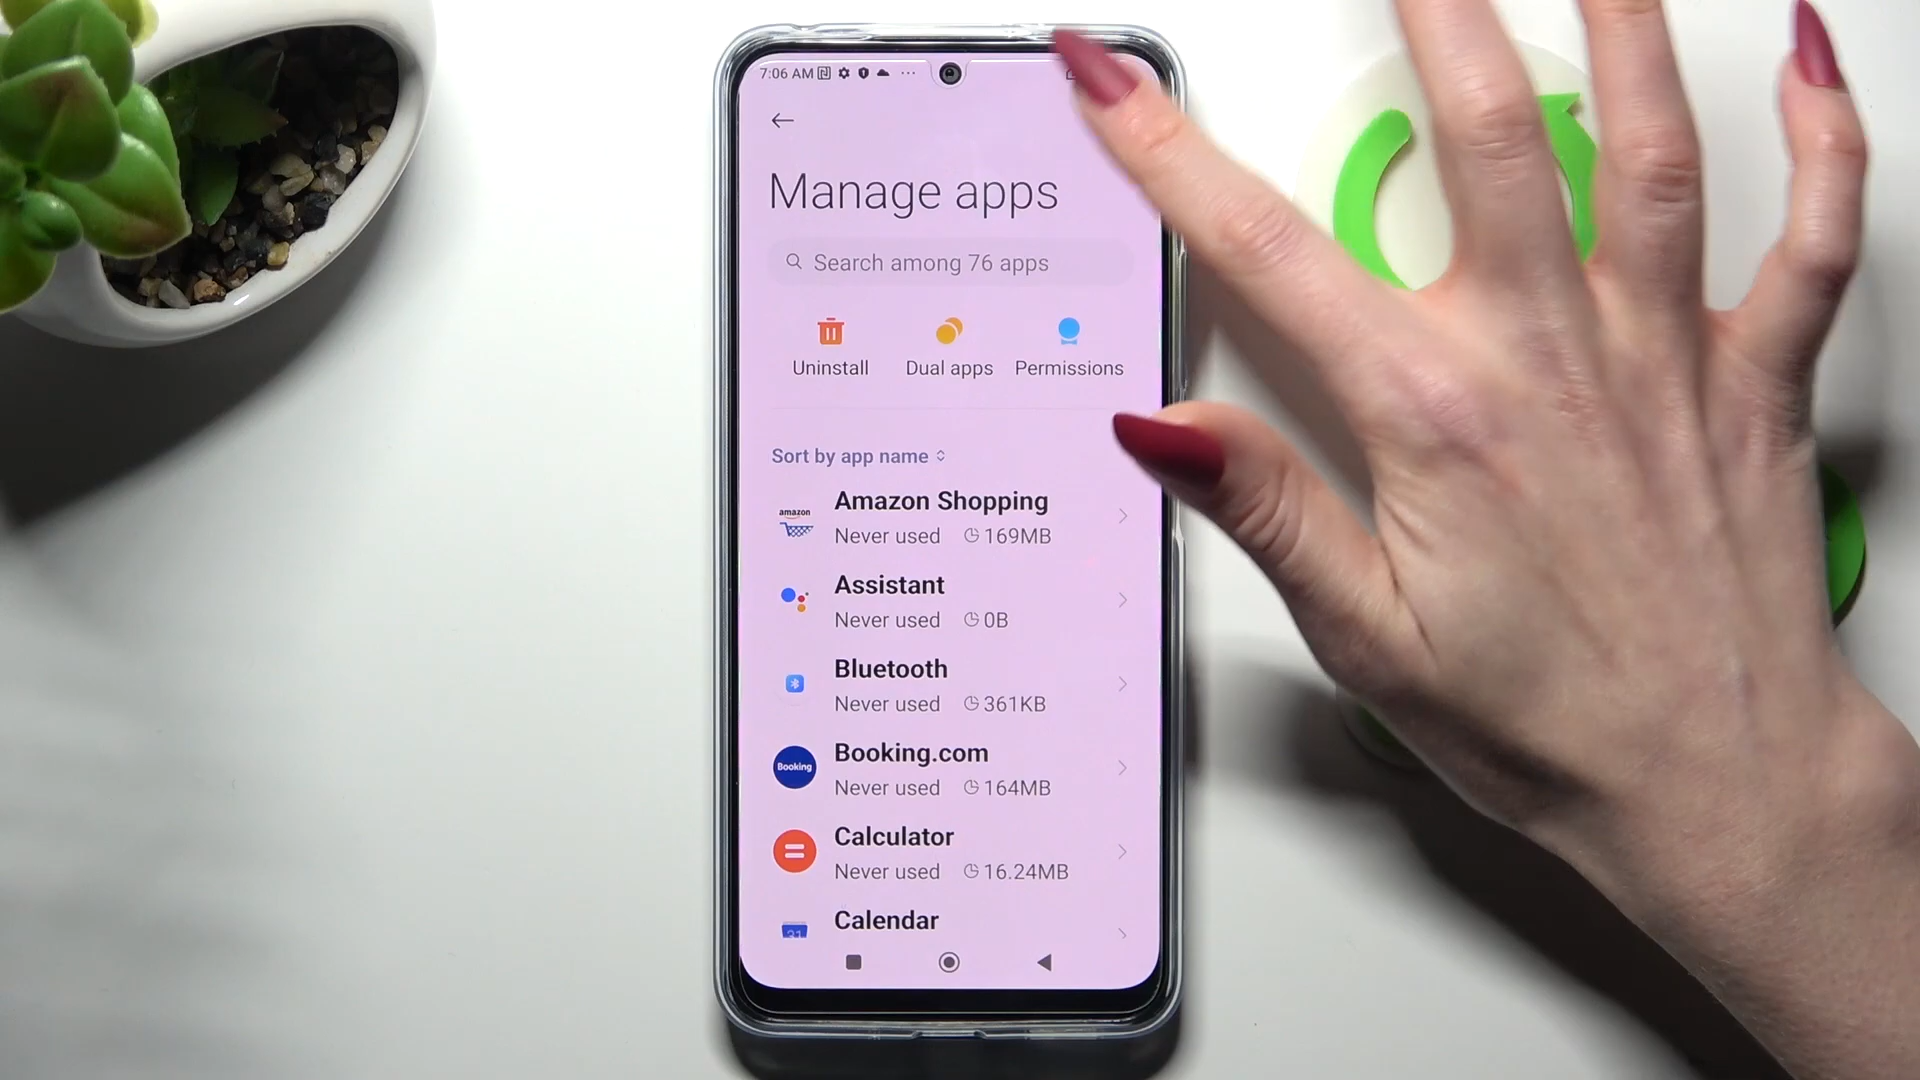 7:06 AM
Manage apps
Search among 76 apps
Uninstall Dual apps Permissions
Sort by app name
amazon
Amazon Shopping
Never used 169MB
Assistant
Never used 0B
Bluetooth
Never used 361KB
Booking
Booking.com
Never used 164MB
Calculator
Never used 16.24MB
31
Calendar